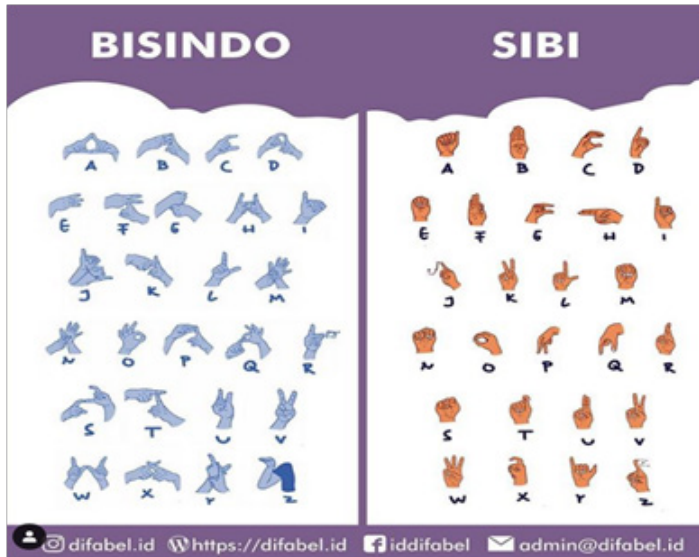 BISINDO
A B C D
E F G H I
J K L M
N O P Q R
S T U V
W X Y Z
SIBI
A B C D
E F G H I
J K L M
N O P Q R
S T U V
W X Y Z
difabel.id https://difabel.id iddifabel admin@difabel.id